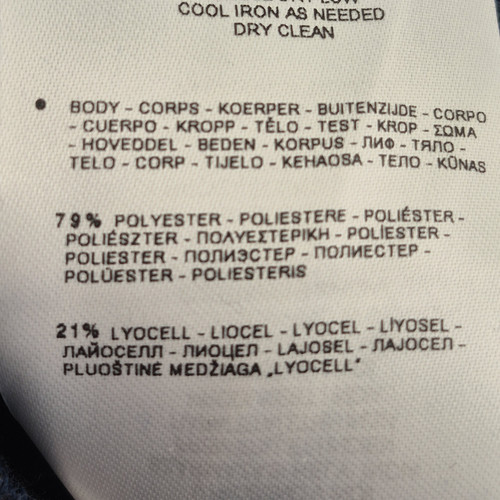 COOL IRON AS NEEDED
DRY CLEAN
• BODY - CORPS - KOERPER - BUITENZIJDE - CORPO
- CUERPO - KROPP - TĚLO - TEST - KROP - ΣΩΜΑ
- HOVEDDEL - BEDEN - KORPUS - ЛИФ - ТЯЛО -
TELO - CORP - TIJELO - KEHAOSA - ТЕЛО - KŪNAS
79% POLYESTER - POLIESTERE - POLIÉSTER -
POLIÉSZTER - ΠΟΛΥΕΣΤΕΡΙΚΗ - POLÍESTER -
POLIESTER - ПОЛИЭСТЕР - ПОЛИЕСТЕР -
POLÜESTER - POLIESTERIS
21% LYOCELL - LIOCEL - LYOCEL - LİYOSEL -
ЛАЙОСЕЛЛ - ЛИОЦЕЛ - LAJOSEL - ЛАЈОСЕЛ -
PLUOŠTINĖ MEDŽIAGA „LYOCELL"